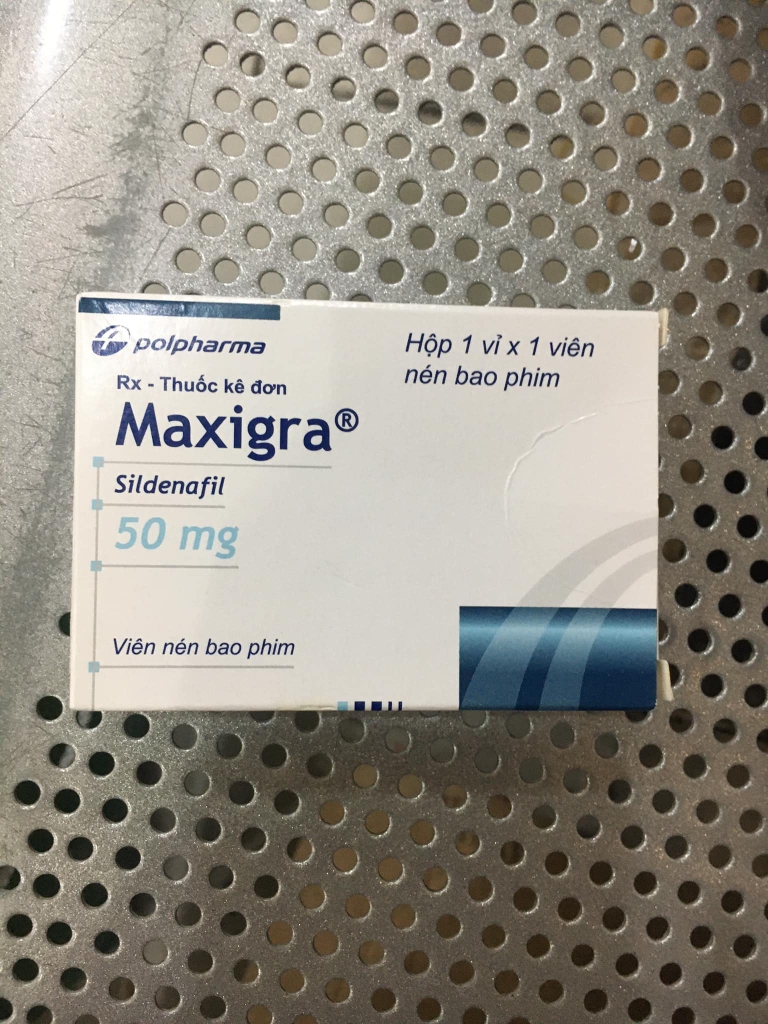 polpharma
Hộp 1 vỉ x 1 viên
nén bao phim
Rx - Thuốc kê đơn
Maxigra®
Sildenafil
50 mg
Viên nén bao phim